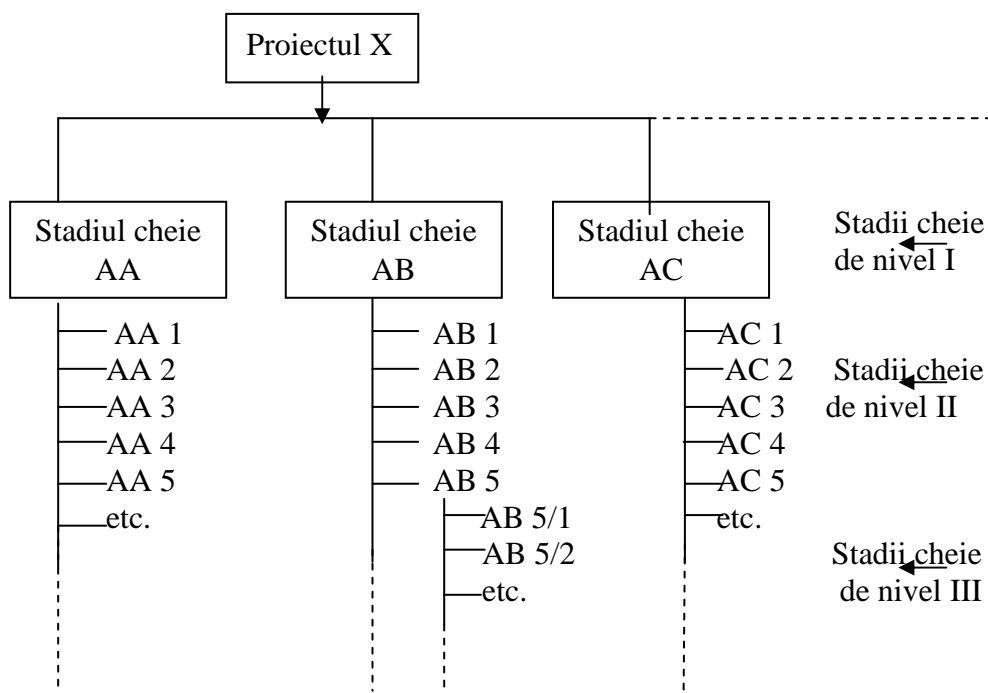 Proiectul X
Stadiul cheie
AA
Stadiul cheie
AB
Stadiul cheie
AC
Stadii cheie
de nivel I
AA 1
AA 2
AA 3
AA 4
AA 5
etc.
AB 1
AB 2
AB 3
AB 4
AB 5
AB 5/1
AB 5/2
etc.
AC 1
AC 2
AC 3
AC 4
AC 5
etc.
Stadii cheie
de nivel II
Stadii cheie
de nivel III